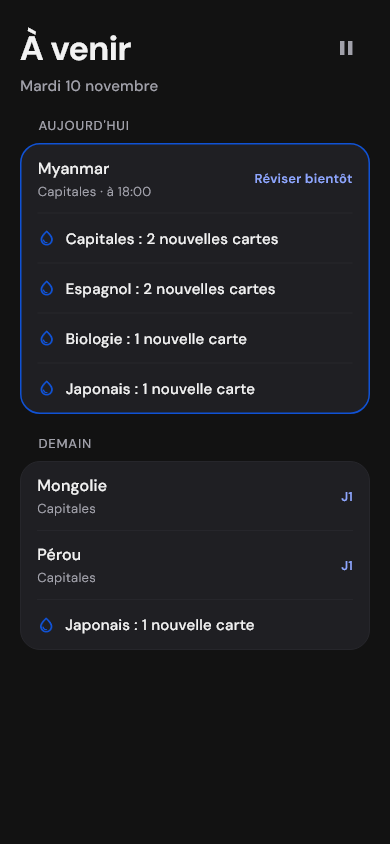 À venir
Mardi 10 novembre
AUJOURD'HUI
Myanmar
Capitales · à 18:00
Réviser bientôt
Capitales : 2 nouvelles cartes
Espagnol : 2 nouvelles cartes
Biologie : 1 nouvelle carte
Japonais : 1 nouvelle carte
DEMAIN
Mongolie
Capitales
J1
Pérou
Capitales
J1
Japonais : 1 nouvelle carte